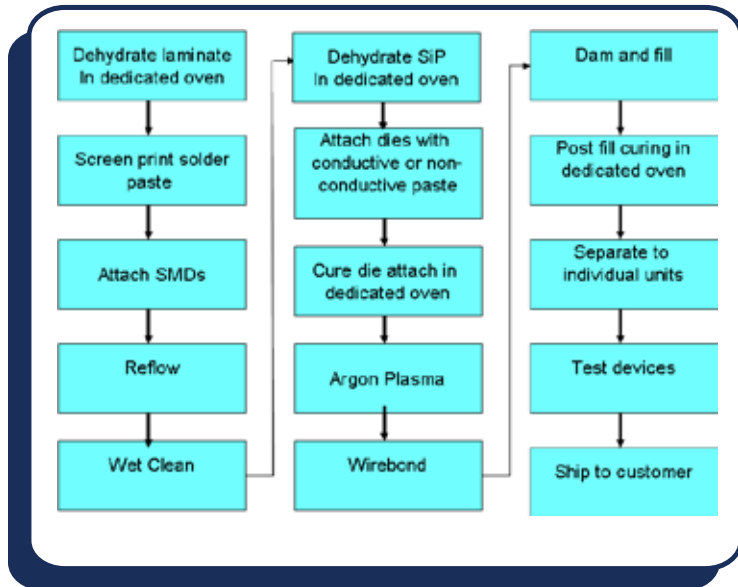 Dehydrate laminate
In dedicated oven
Screen print solder
paste
Attach SMDs
Reflow
Wet Clean
Dehydrate SiP
In dedicated oven
Attach dies with
conductive or non-
conductive paste
Cure die attach in
dedicated oven
Argon Plasma
Wirebond
Dam and fill
Post fill curing in
dedicated oven
Separate to
individual units
Test devices
Ship to customer